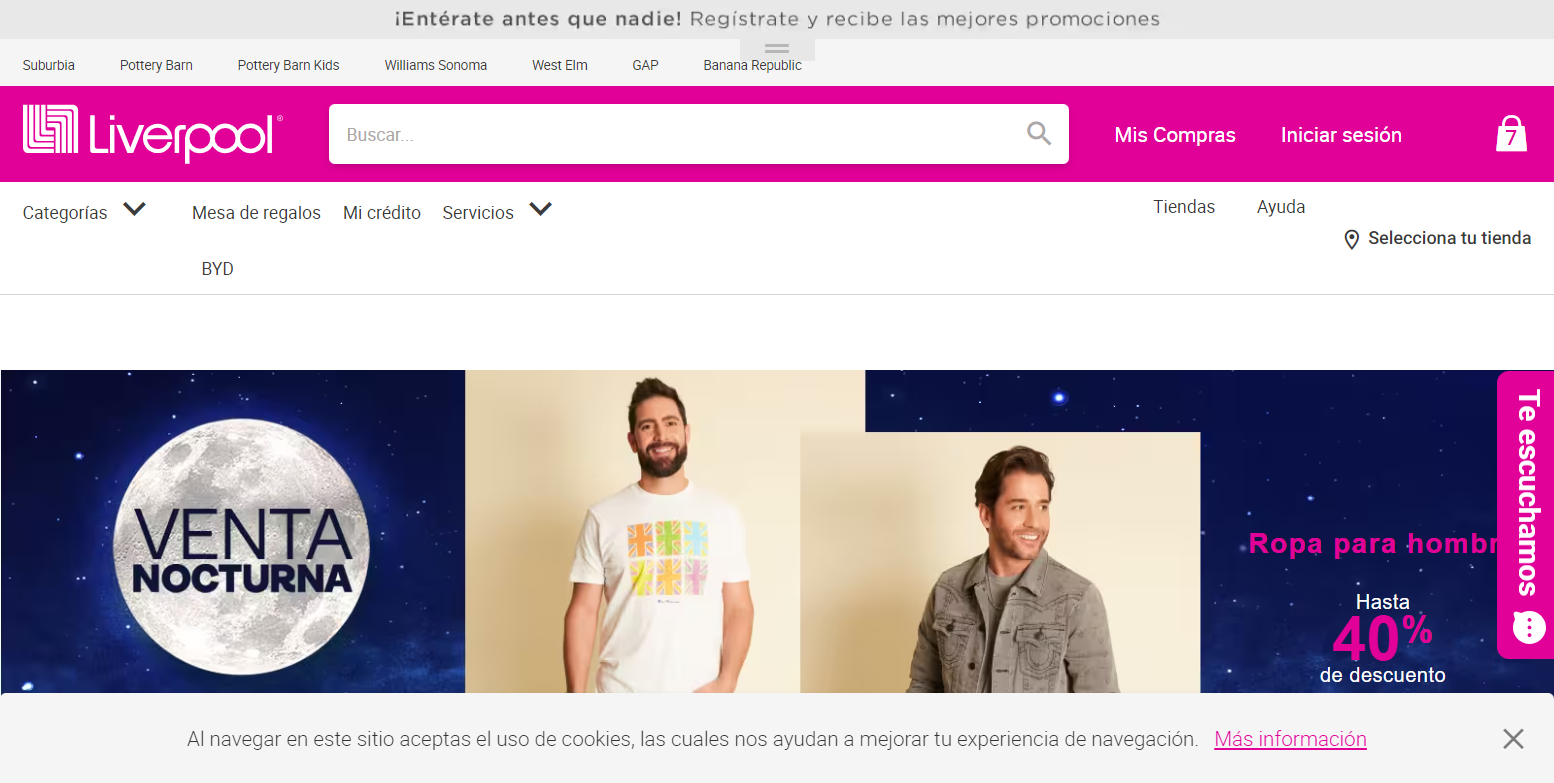 ¡Entérate antes que nadie! Regístrate y recibe las mejores promociones
Suburbia Pottery Barn Pottery Barn Kids Williams Sonoma West Elm GAP Banana Republic
Liverpool® Buscar... Mis Compras Iniciar sesión 7
Categorías Mesa de regalos Mi crédito Servicios Tiendas Ayuda
Selecciona tu tienda
BYD
VENTA
NOCTURNA
Ropa para hombr
Hasta
40%
de descuento
Te escuchamos
Al navegar en este sitio aceptas el uso de cookies, las cuales nos ayudan a mejorar tu experiencia de navegación. Más información